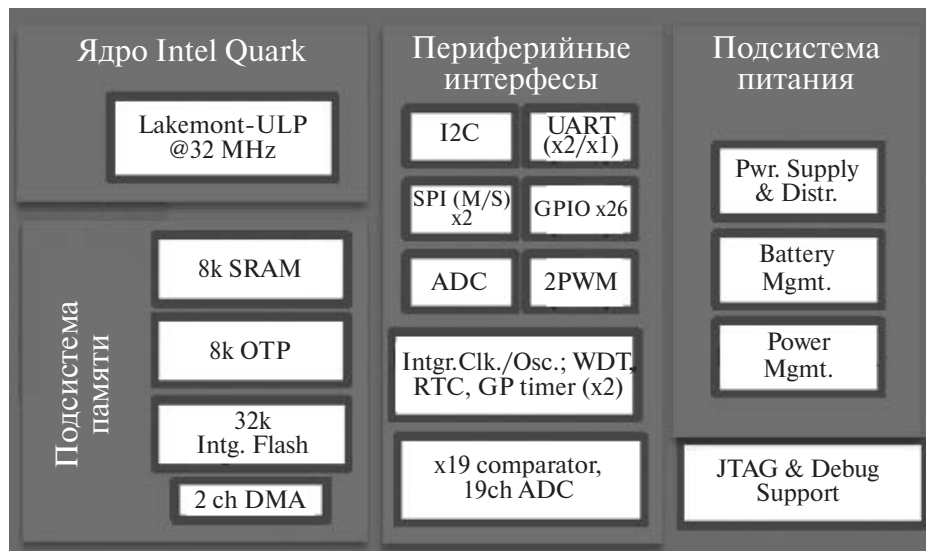 Ядро Intel Quark
Lakemont-ULP
@32 MHz
Подсистема
памяти
8k SRAM
8k OTP
32k
Intg. Flash
2 ch DMA
Периферийные
интерфесы
I2C
UART
(x2/x1)
SPI (M/S)
x2
GPIO x26
ADC
2PWM
Intgr.Clk./Osc.; WDT,
RTC, GP timer (x2)
x19 comparator,
19ch ADC
Подсистема
питания
Pwr. Supply
& Distr.
Battery
Mgmt.
Power
Mgmt.
JTAG & Debug
Support